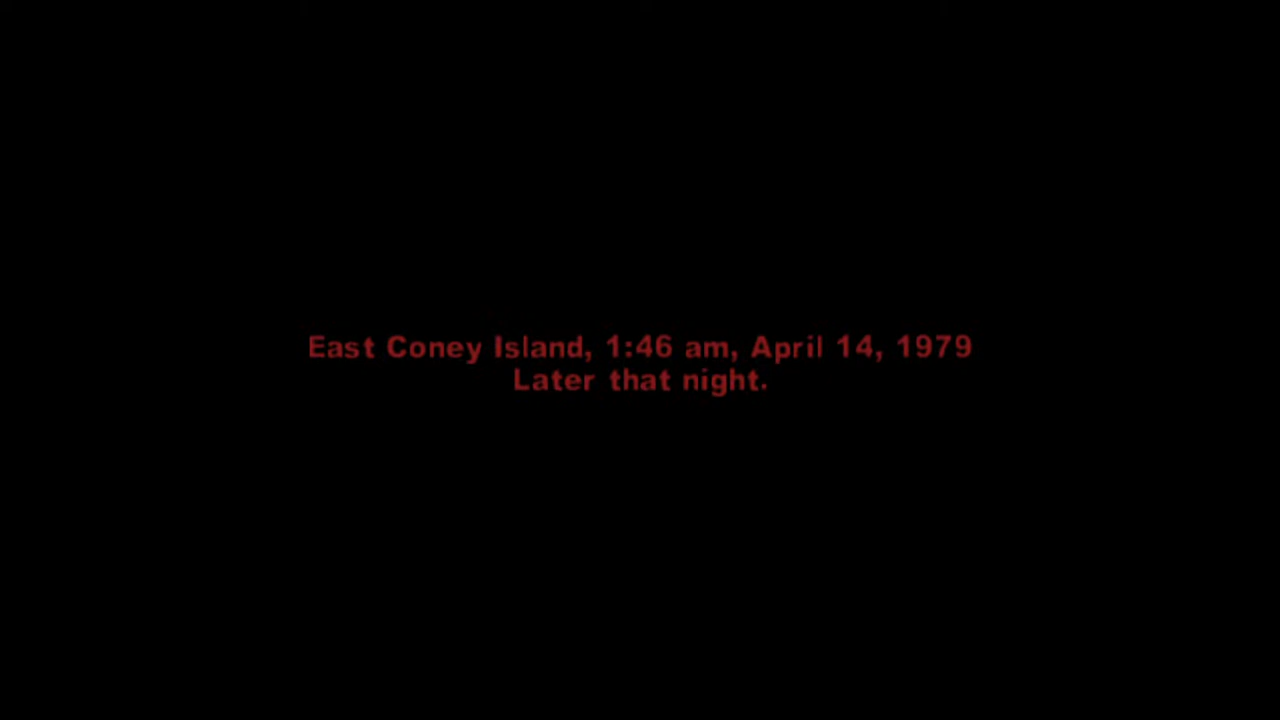 East Coney Island, 1:46 am, April 14, 1979
Later that night.